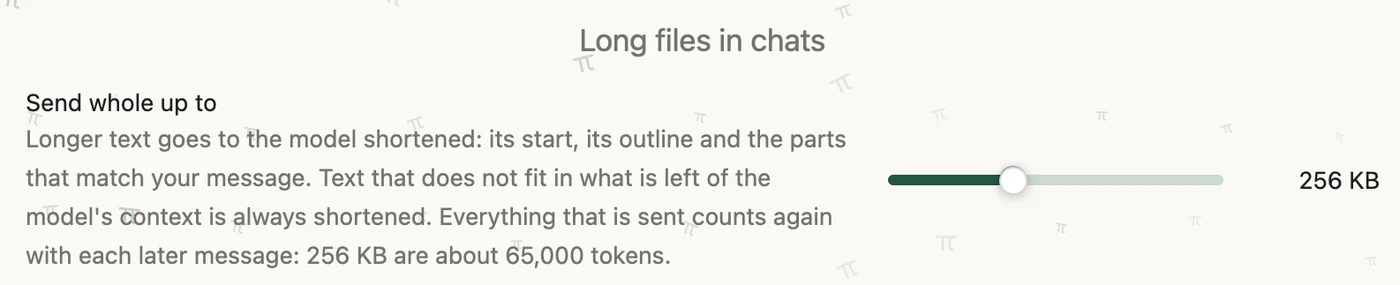 Long files in chats
Send whole up to
Longer text goes to the model shortened: its start, its outline and the parts
that match your message. Text that does not fit in what is left of the
model's context is always shortened. Everything that is sent counts again
with each later message: 256 KB are about 65,000 tokens.
256 KB